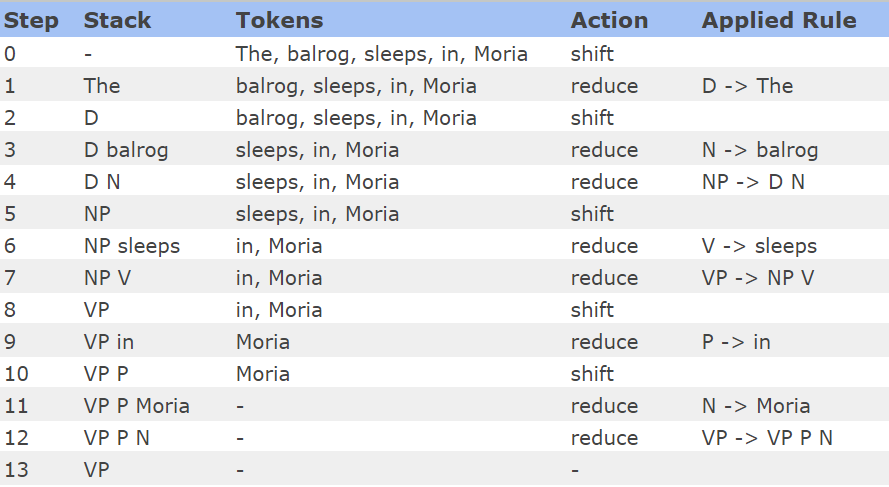 Step Stack Tokens Action Applied Rule
0 - The, balrog, sleeps, in, Moria shift
1 The balrog, sleeps, in, Moria reduce D -> The
2 D balrog, sleeps, in, Moria shift
3 D balrog sleeps, in, Moria reduce N -> balrog
4 D N sleeps, in, Moria reduce NP -> D N
5 NP sleeps, in, Moria shift
6 NP sleeps in, Moria reduce V -> sleeps
7 NP V in, Moria reduce VP -> NP V
8 VP in, Moria shift
9 VP in Moria reduce P -> in
10 VP P Moria shift
11 VP P Moria - reduce N -> Moria
12 VP P N - reduce VP -> VP P N
13 VP - -